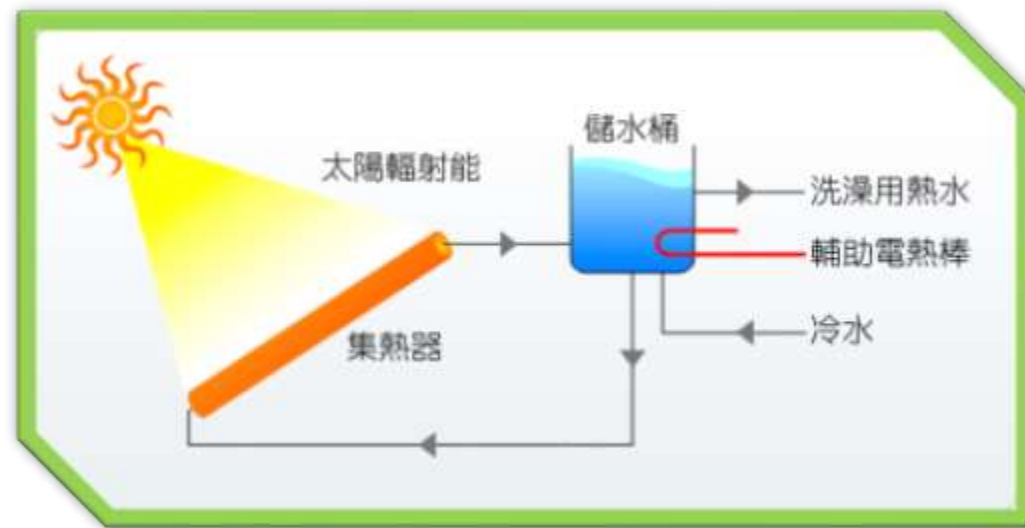 儲水桶
太陽輻射能
洗澡用熱水
輔助電熱棒
集熱器
冷水